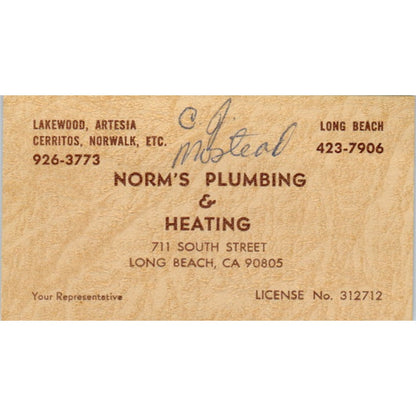 LAKEWOOD, ARTESIA
CERRITOS, NORWALK, ETC.
926-3773
C J.
LONG BEACH
423-7906
NORM'S PLUMBING
&
HEATING
711 SOUTH STREET
LONG BEACH, CA 90805
Your Representative
LICENSE No. 312712